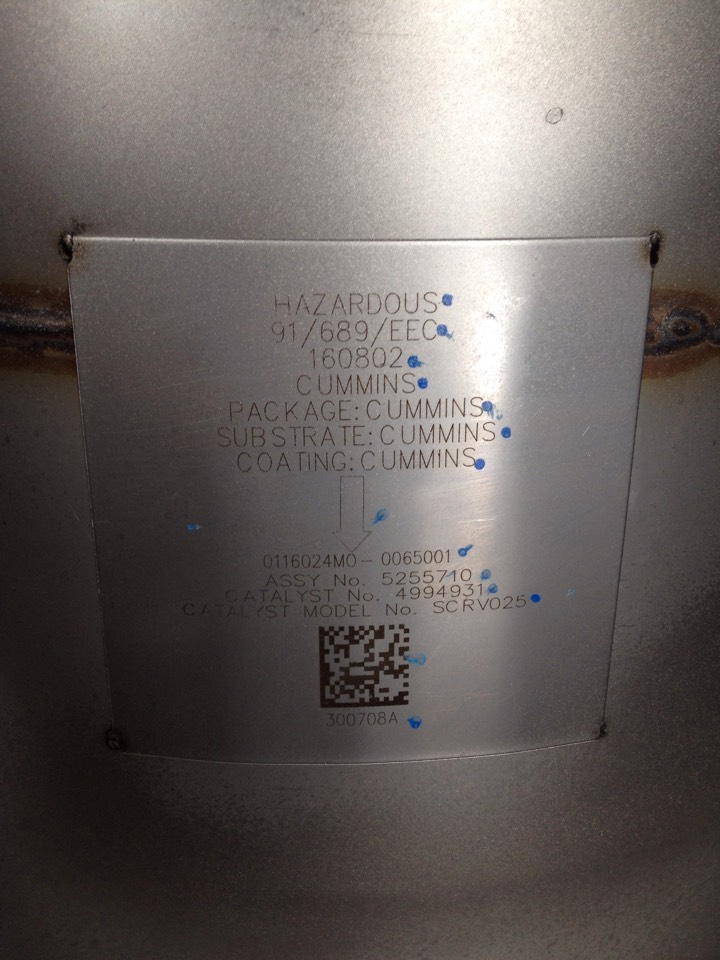 HAZARDOUS
91/689/EEC
160802
CUMMINS
PACKAGE: CUMMINS
SUBSTRATE: CUMMINS
COATING: CUMMINS
0116024M0-0065001
ASSY No. 5255710
CATALYST No. 4994931
CATALYST MODEL No. SCRV025
300708A